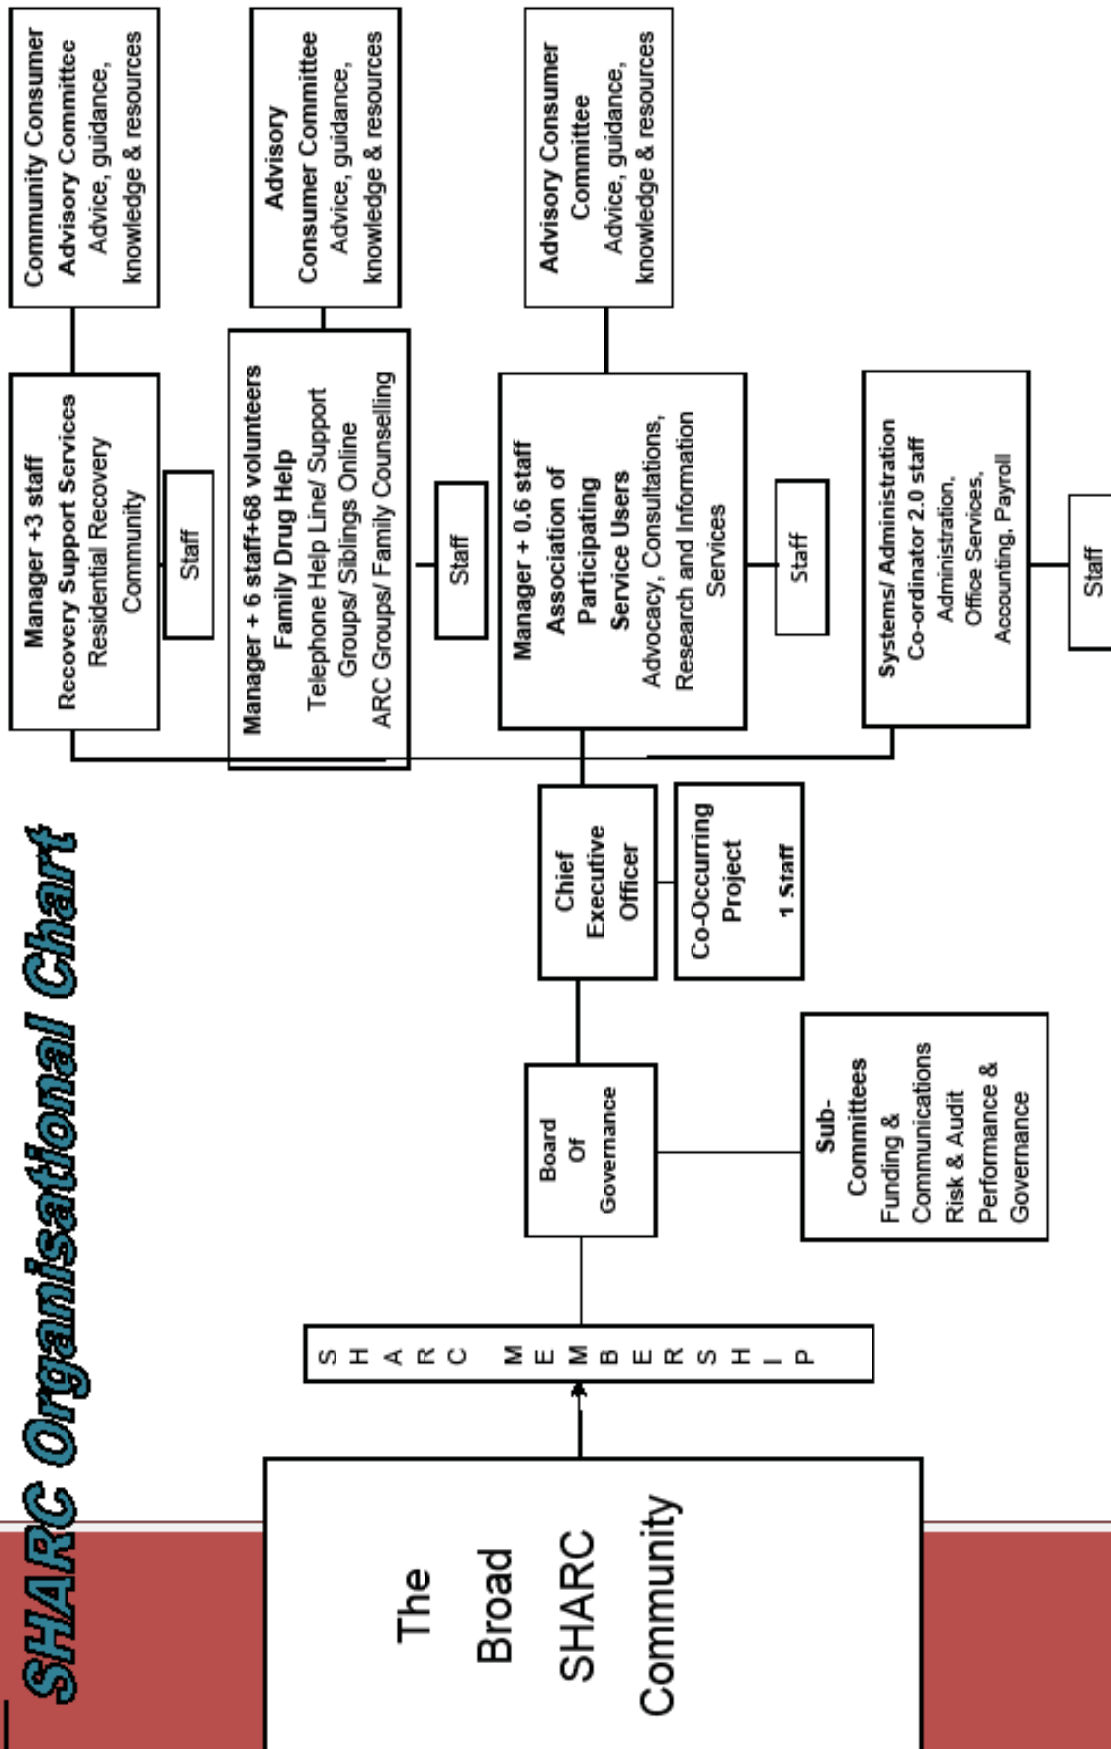 SHARC Organisational Chart
The
Broad
SHARC
Community
S H A R C M E M B E R S H I P
Board
Of
Governance
Sub-
Committees
Funding &
Communications
Risk & Audit
Performance &
Governance
Chief
Executive
Officer
Co-Occurring
Project
1 Staff
Manager +3 staff
Recovery Support Services
Residential Recovery
Community
Staff
Community Consumer
Advisory Committee
Advice, guidance,
knowledge & resources
Manager + 6 staff+68 volunteers
Family Drug Help
Telephone Help Line/ Support
Groups/ Siblings Online
ARC Groups/ Family Counselling
Staff
Advisory
Consumer Committee
Advice, guidance,
knowledge & resources
Manager + 0.6 staff
Association of
Participating
Service Users
Advocacy, Consultations,
Research and Information
Services
Staff
Advisory Consumer
Committee
Advice, guidance,
knowledge & resources
Systems/ Administration
Co-ordinator 2.0 staff
Administration,
Office Services,
Accounting, Payroll
Staff